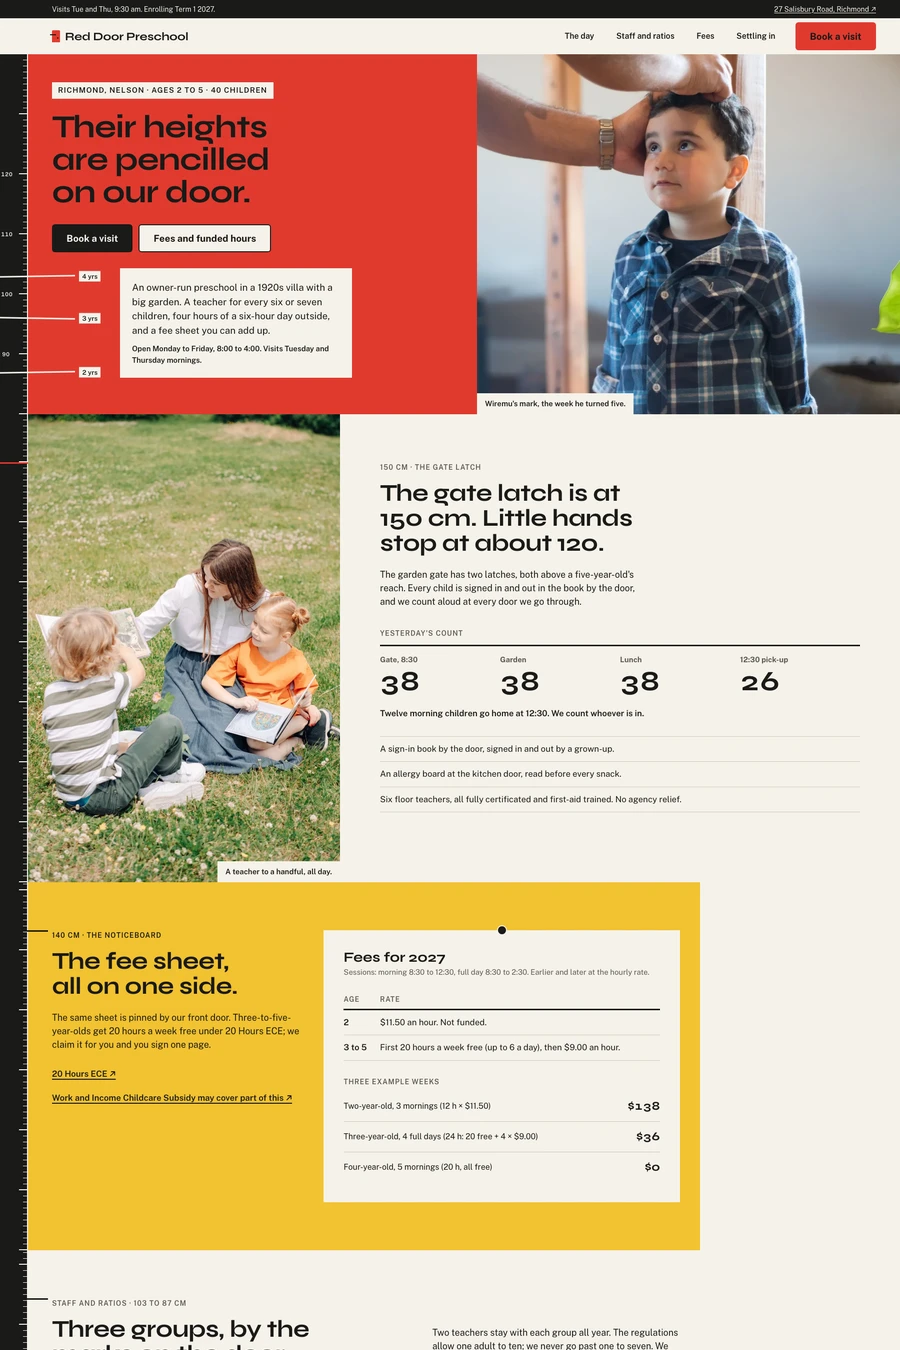 Visits Tue and Thu, 9:30 am. Enrolling Term 1 2027.
27 Salisbury Road, Richmond ↗
Red Door Preschool
The day
Staff and ratios
Fees
Settling in
Book a visit
RICHMOND, NELSON · AGES 2 TO 5 · 40 CHILDREN
Their heights
are pencilled
on our door.
Book a visit
Fees and funded hours
120
110
100
90
4 yrs
3 yrs
2 yrs
An owner-run preschool in a 1920s villa with a
big garden. A teacher for every six or seven
children, four hours of a six-hour day outside,
and a fee sheet you can add up.
Open Monday to Friday, 8:00 to 4:00. Visits Tuesday and
Thursday mornings.
Wiremu's mark, the week he turned five.
150 CM · THE GATE LATCH
The gate latch is at
150 cm. Little hands
stop at about 120.
The garden gate has two latches, both above a five-year-old's
reach. Every child is signed in and out in the book by the door,
and we count aloud at every door we go through.
YESTERDAY'S COUNT
Gate, 8:30
Garden
Lunch
12:30 pick-up
38
38
38
26
Twelve morning children go home at 12:30. We count whoever is in.
A sign-in book by the door, signed in and out by a grown-up.
An allergy board at the kitchen door, read before every snack.
Six floor teachers, all fully certificated and first-aid trained. No agency relief.
A teacher to a handful, all day.
140 CM · THE NOTICEBOARD
The fee sheet,
all on one side.
The same sheet is pinned by our front door. Three-to-five-
year-olds get 20 hours a week free under 20 Hours ECE; we
claim it for you and you sign one page.
20 Hours ECE ↗
Work and Income Childcare Subsidy may cover part of this ↗
Fees for 2027
Sessions: morning 8:30 to 12:30, full day 8:30 to 2:30. Earlier and later at the hourly rate.
AGE RATE
2 $11.50 an hour. Not funded.
3 to 5 First 20 hours a week free (up to 6 a day), then $9.00 an hour.
THREE EXAMPLE WEEKS
Two-year-old, 3 mornings (12 h × $11.50) $138
Three-year-old, 4 full days (24 h: 20 free + 4 × $9.00) $36
Four-year-old, 5 mornings (20 h, all free) $0
STAFF AND RATIOS · 103 TO 87 CM
Three groups, by the
marks on the door.
Two teachers stay with each group all year. The regulations
allow one adult to ten; we never go past one to seven. We